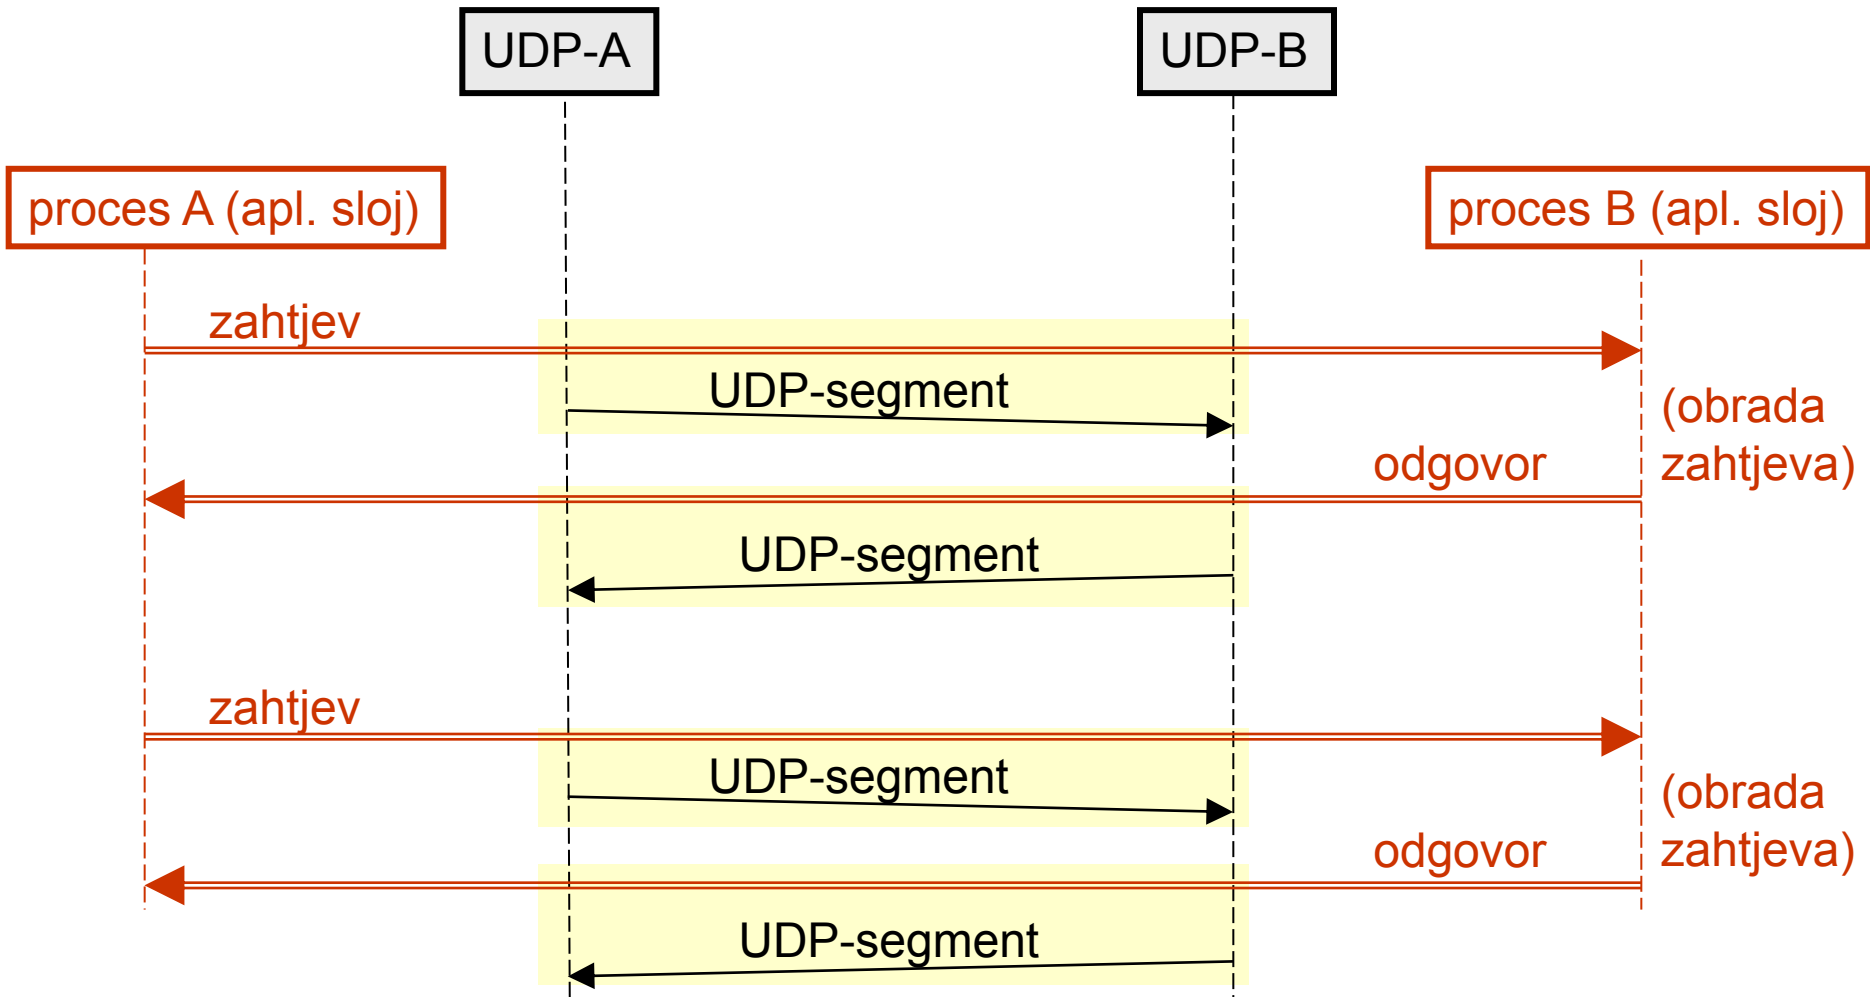 UDP-A
UDP-B
proces A (apl. sloj)
proces B (apl. sloj)
zahtjev
UDP-segment
(obrada
zahtjeva)
odgovor
UDP-segment
zahtjev
UDP-segment
(obrada
zahtjeva)
odgovor
UDP-segment